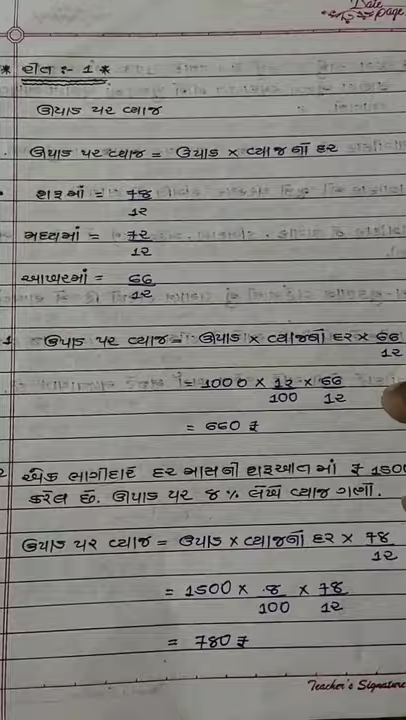 Date
Page
* રોલ :- 1 *
ઉપાડ પર વ્યાજ
ઉપાડ પર વ્યાજ = ઉપાડ × વ્યાજનો દર
શરૂમાં = 78/12
મધ્યમાં = 72/12
આખરમાં = 66/12
1 ઉપાડ પર વ્યાજ = ઉપાડ × વ્યાજનો દર × 66/12
= 1000 × 12/100 × 66/12
= 660 ₹
2 એક ભાગીદાર દર માસની શરૂઆત માં ₹ 1500
કરેલ છે. ઉપાડ પર 8 % લેખે વ્યાજ ગણો.
ઉપાડ પર વ્યાજ = ઉપાડ × વ્યાજનો દર × 78/12
= 1500 × 8/100 × 78/12
= 780 ₹
Teacher's Signature